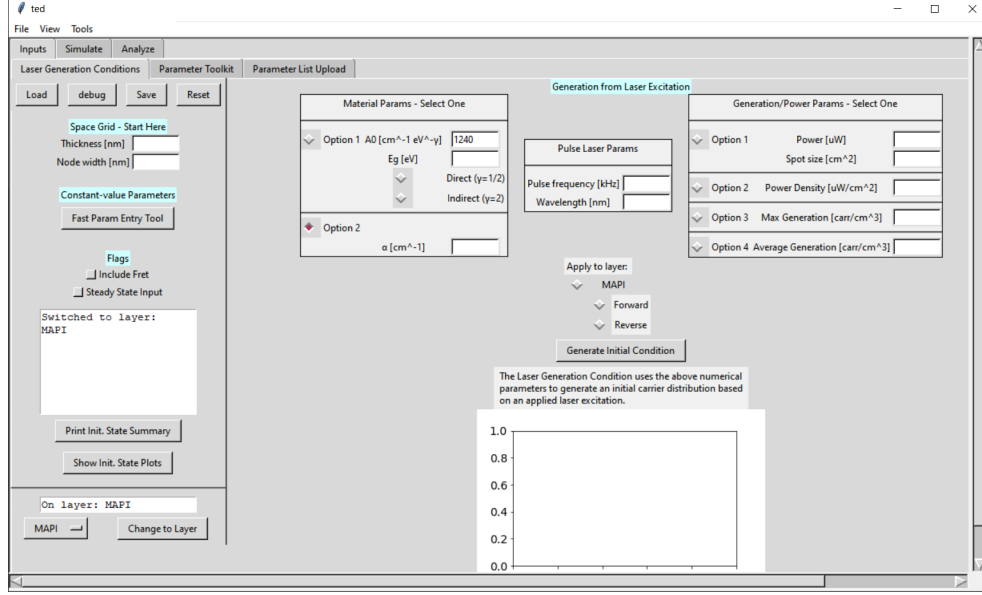 ted
File View Tools
Inputs Simulate Analyze
Laser Generation Conditions Parameter Toolkit Parameter List Upload
Load debug Save Reset
Space Grid - Start Here
Thickness [nm]
Node width [nm]
Constant-value Parameters
Fast Param Entry Tool
Flags
Include Fret
Steady State Input
Switched to layer:
MAPI
Print Init. State Summary
Show Init. State Plots
On layer: MAPI
MAPI Change to Layer
Generation from Laser Excitation
Material Params - Select One
Option 1 A0 [cm^-1 eV^-γ] 1240
Eg [eV]
Direct (γ=1/2)
Indirect (γ=2)
Option 2
α [cm^-1]
Pulse Laser Params
Pulse frequency [kHz]
Wavelength [nm]
Generation/Power Params - Select One
Option 1 Power [uW]
Spot size [cm^2]
Option 2 Power Density [uW/cm^2]
Option 3 Max Generation [carr/cm^3]
Option 4 Average Generation [carr/cm^3]
Apply to layer:
MAPI
Forward
Reverse
Generate Initial Condition
The Laser Generation Condition uses the above numerical
parameters to generate an initial carrier distribution based
on an applied laser excitation.
1.0
0.8
0.6
0.4
0.2
0.0